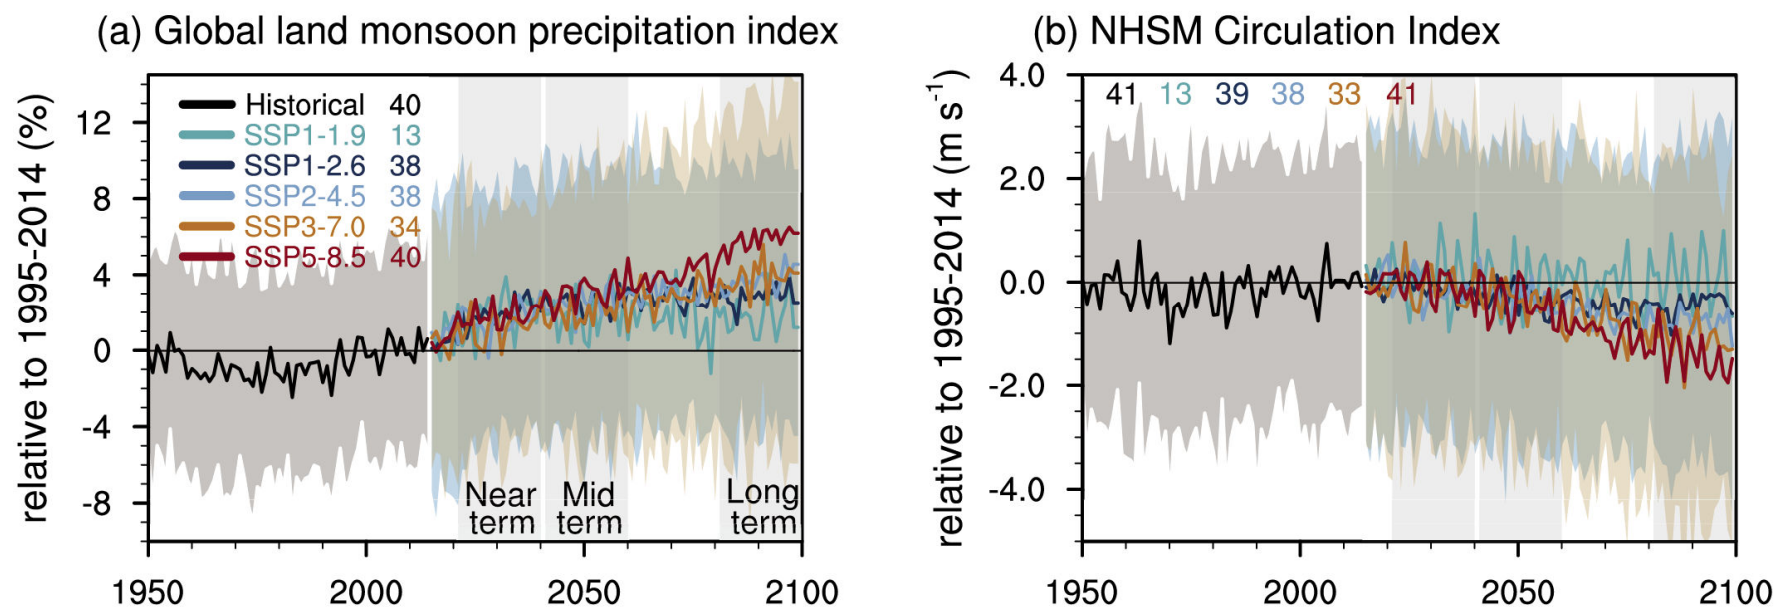 (a) Global land monsoon precipitation index
relative to 1995-2014 (%)
12
8
4
0
-4
-8
Historical 40
SSP1-1.9 13
SSP1-2.6 38
SSP2-4.5 38
SSP3-7.0 34
SSP5-8.5 40
Near term
Mid term
Long term
1950 2000 2050 2100
(b) NHSM Circulation Index
relative to 1995-2014 (m s⁻¹)
4.0
2.0
0.0
-2.0
-4.0
41 13 39 38 33 41
1950 2000 2050 2100